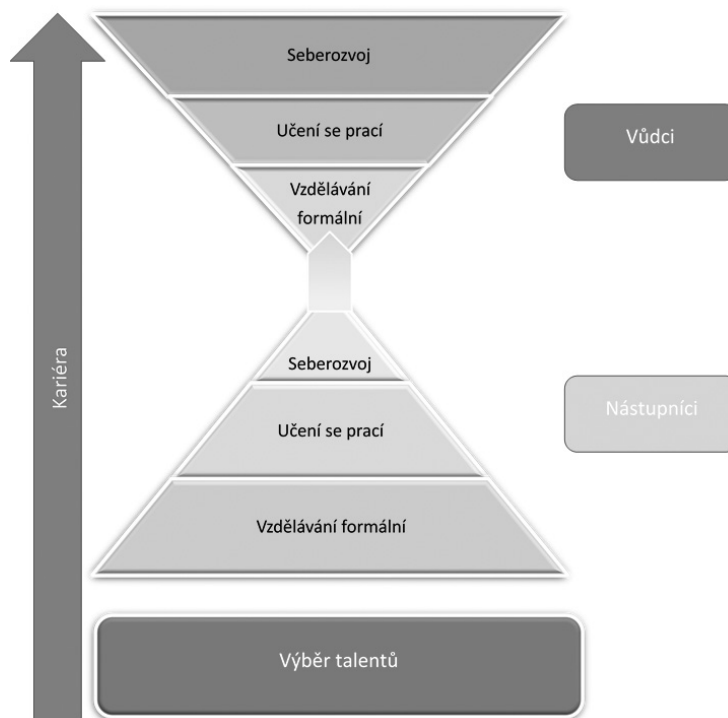 Seberozvoj
Učení se prací
Vůdci
Vzdělávání
formální
Kariéra
Seberozvoj
Nástupníci
Učení se prací
Vzdělávání formální
Výběr talentů